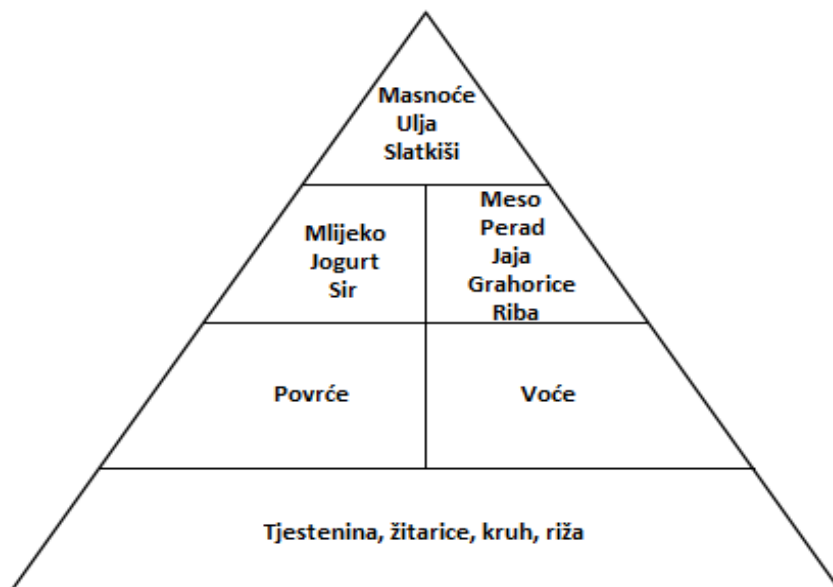 Masnoće
Ulja
Slatkiši
Mlijeko
Jogurt
Sir
Meso
Perad
Jaja
Grahorice
Riba
Povrće
Voće
Tjestenina, žitarice, kruh, riža